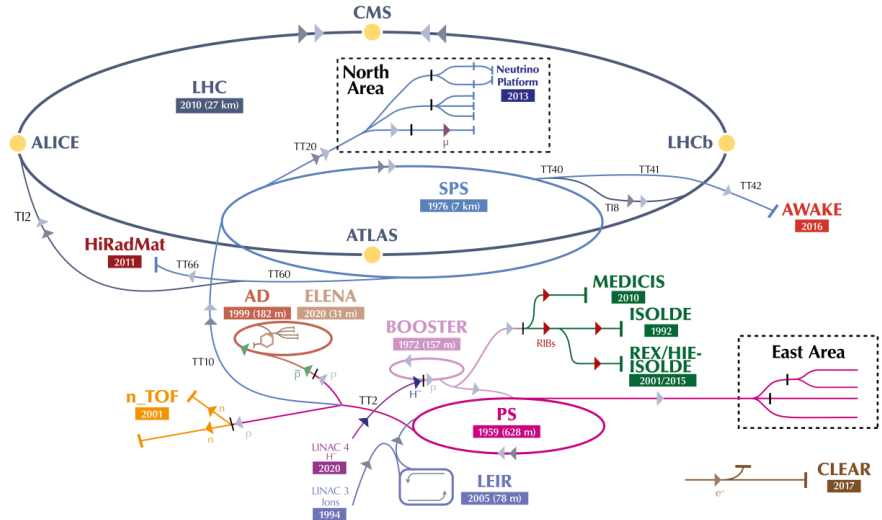 CMS
LHC
2010 (27 km)
North
Area
Neutrino
Platform
2013
μ
ALICE
LHCb
TT20
TT40
TT41
TT42
SPS
1976 (7 km)
TI8
TI2
AWAKE
2016
HiRadMat
2011
ATLAS
TT66
TT60
AD
1999 (182 m)
ELENA
2020 (31 m)
MEDICIS
2010
BOOSTER
1972 (157 m)
ISOLDE
1992
RIBs
REX/HIE-
ISOLDE
2001/2015
East Area
TT10
p̅
p
H⁻
p
TT2
n_TOF
2001
n
n
p
PS
1959 (628 m)
LINAC 4
H⁻
2020
LINAC 3
Ions
1994
LEIR
2005 (78 m)
e⁻
CLEAR
2017